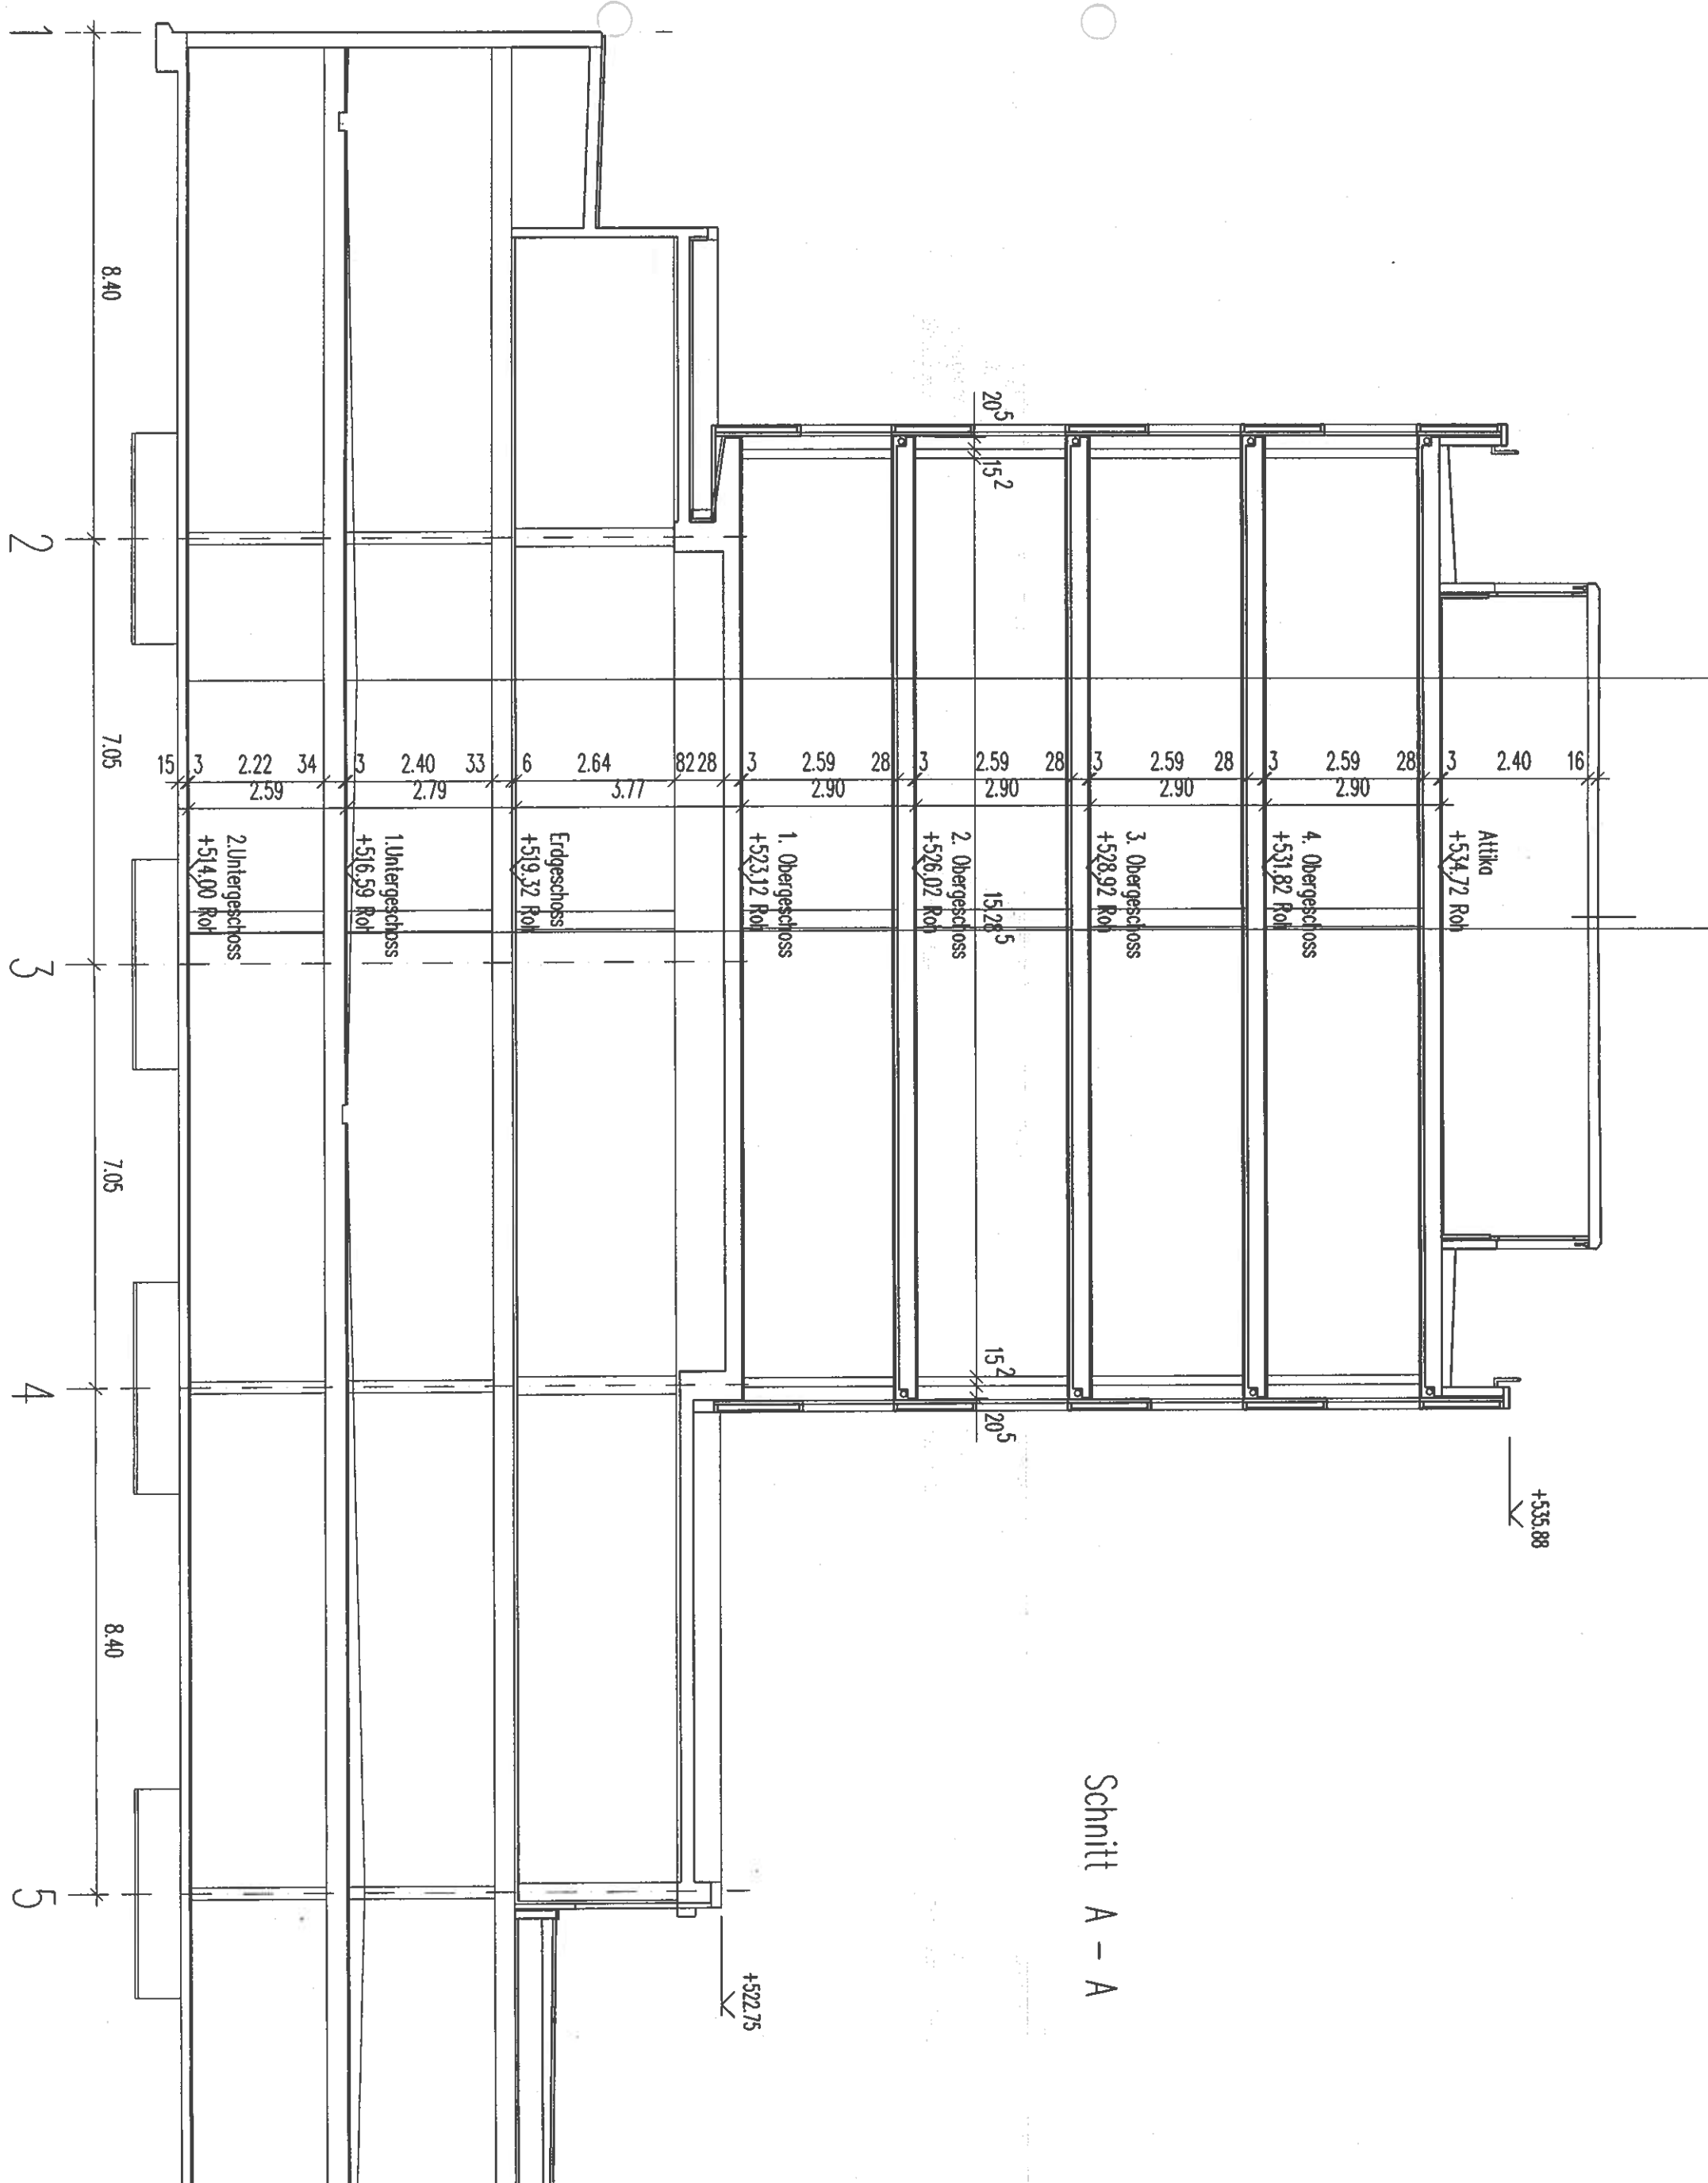 Schnitt A - A
+535.88
+522.75
Attika
+534.72 Roh
4. Obergeschoss
+531.82 Roh
3. Obergeschoss
+528.92 Roh
2. Obergeschoss
+526.02 Roh
1. Obergeschoss
+523.12 Roh
Erdgeschoss
+519.32 Roh
1.Untergeschoss
+516.59 Roh
2.Untergeschoss
+514.00 Roh
20⁵ 15² 15.28⁵ 15² 20⁵
15 3 2.22 34 3 2.40 33 6 2.64 82 28 3 2.59 28 3 2.59 28 3 2.59 28 3 2.59 28 3 2.40 16
2.59 2.79 3.77 2.90 2.90 2.90 2.90
8.40 7.05 7.05 8.40
1 2 3 4 5